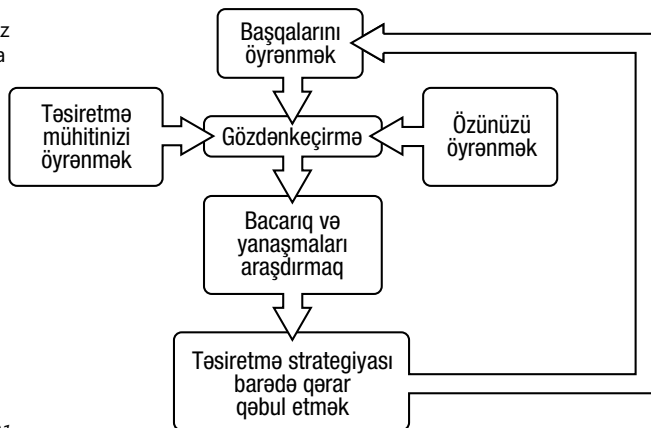 z
a
Başqalarını
öyrənmək
Təsiretmə
mühitinizi
öyrənmək
Gözdənkeçirmə
Özünüzü
öyrənmək
Bacarıq və
yanaşmaları
araşdırmaq
Təsiretmə strategiyası
barədə qərar
qəbul etmək